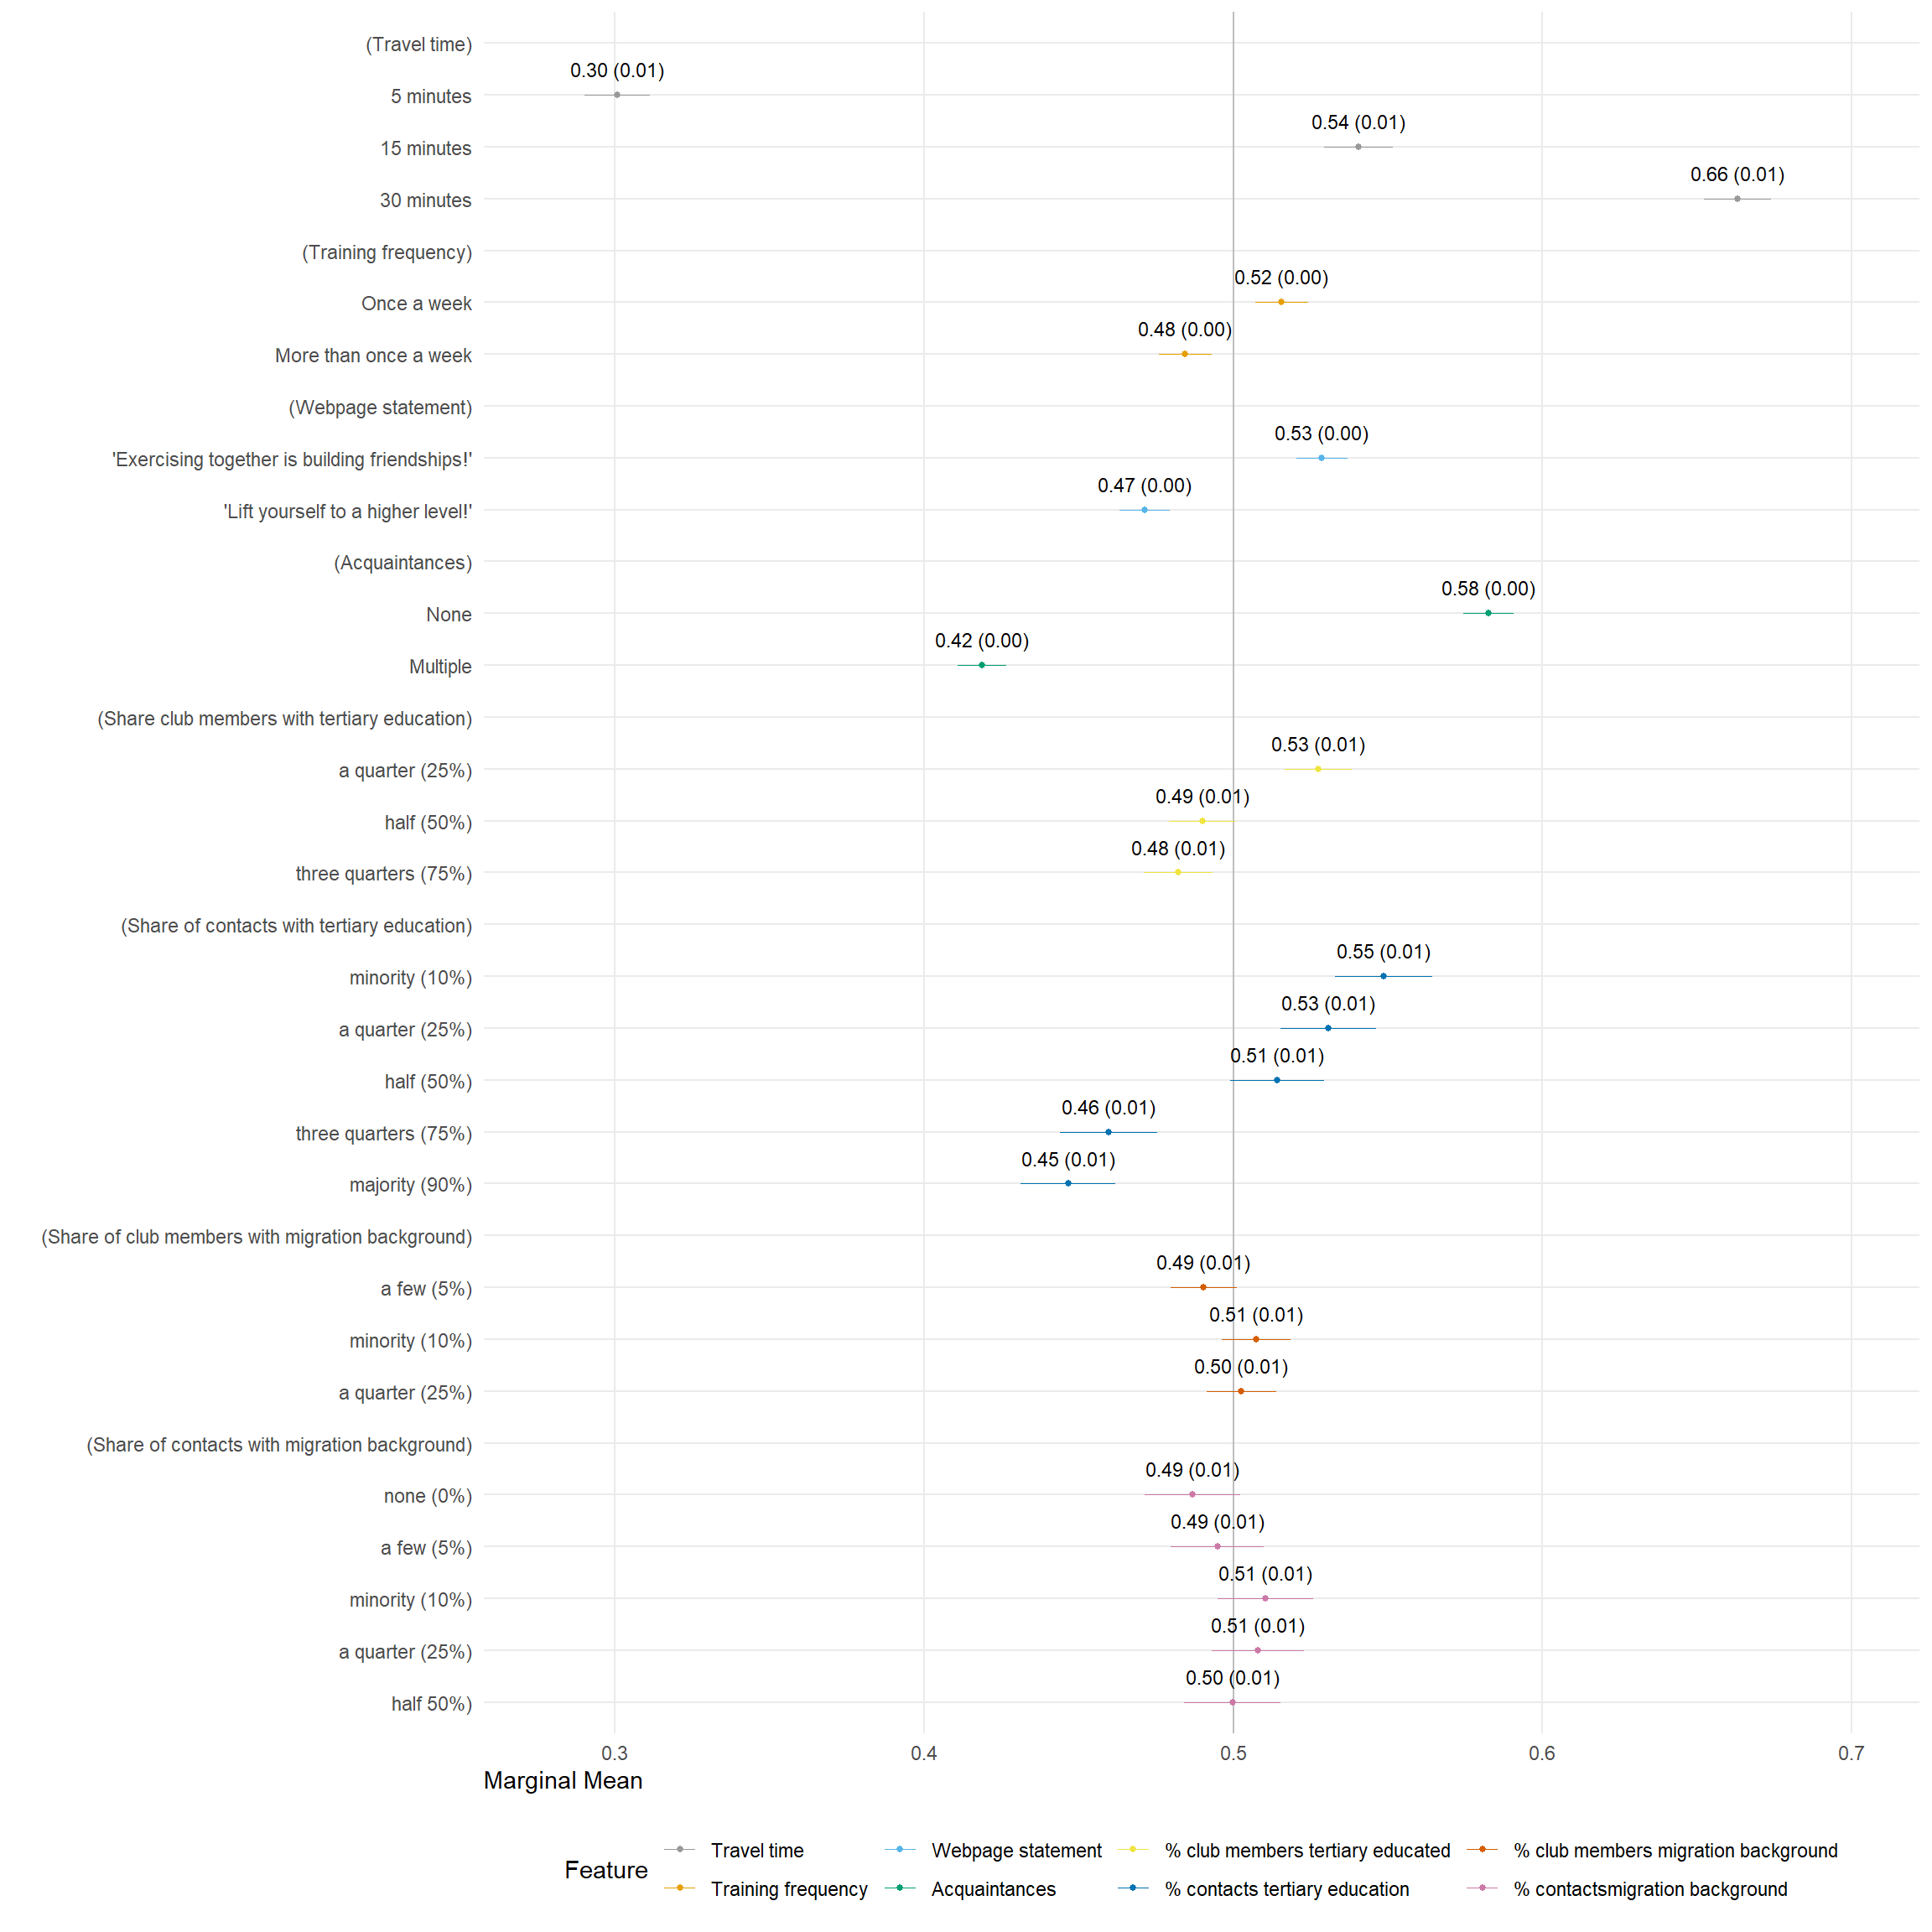 (Travel time)
0.30 (0.01)
5 minutes
0.54 (0.01)
15 minutes
0.66 (0.01)
30 minutes
(Training frequency)
0.52 (0.00)
Once a week
0.48 (0.00)
More than once a week
(Webpage statement)
0.53 (0.00)
'Exercising together is building friendships!'
0.47 (0.00)
'Lift yourself to a higher level!'
(Acquaintances)
0.58 (0.00)
None
0.42 (0.00)
Multiple
(Share club members with tertiary education)
0.53 (0.01)
a quarter (25%)
0.49 (0.01)
half (50%)
0.48 (0.01)
three quarters (75%)
(Share of contacts with tertiary education)
0.55 (0.01)
minority (10%)
0.53 (0.01)
a quarter (25%)
0.51 (0.01)
half (50%)
0.46 (0.01)
three quarters (75%)
0.45 (0.01)
majority (90%)
(Share of club members with migration background)
0.49 (0.01)
a few (5%)
0.51 (0.01)
minority (10%)
0.50 (0.01)
a quarter (25%)
(Share of contacts with migration background)
0.49 (0.01)
none (0%)
0.49 (0.01)
a few (5%)
0.51 (0.01)
minority (10%)
0.51 (0.01)
a quarter (25%)
0.50 (0.01)
half 50%)
0.3 0.4 0.5 0.6 0.7
Marginal Mean
Feature
Travel time Webpage statement % club members tertiary educated % club members migration background
Training frequency Acquaintances % contacts tertiary education % contactsmigration background